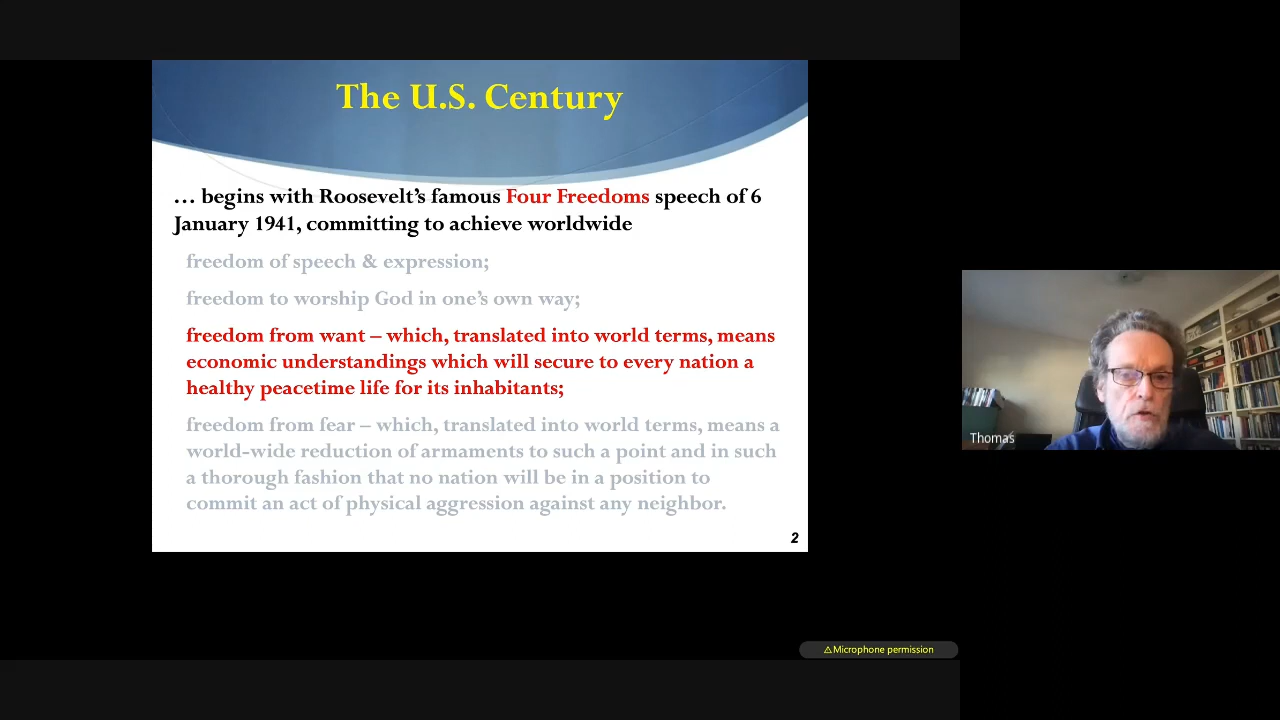 The U.S. Century
… begins with Roosevelt’s famous Four Freedoms speech of 6
January 1941, committing to achieve worldwide
freedom of speech & expression;
freedom to worship God in one’s own way;
freedom from want – which, translated into world terms, means
economic understandings which will secure to every nation a
healthy peacetime life for its inhabitants;
freedom from fear – which, translated into world terms, means a
world-wide reduction of armaments to such a point and in such
a thorough fashion that no nation will be in a position to
commit an act of physical aggression against any neighbor.
2
Thomas
⚠Microphone permission